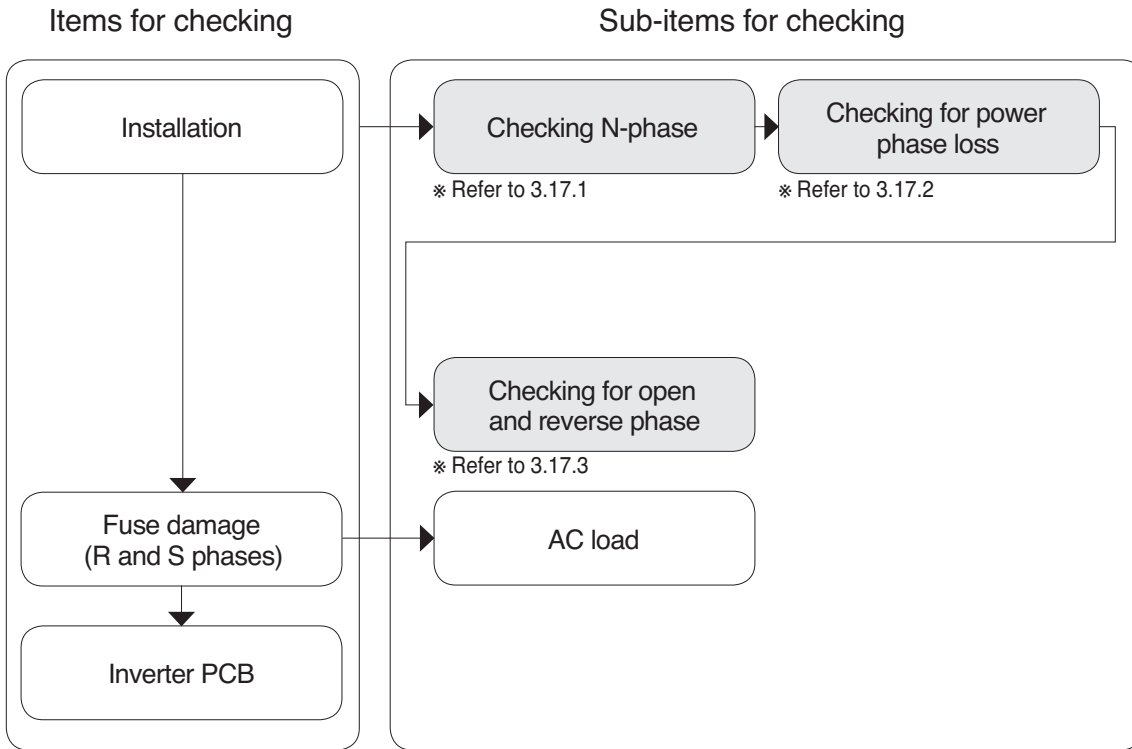 Items for checking
Sub-items for checking
Installation
Checking N-phase
※ Refer to 3.17.1
Checking for power
phase loss
※ Refer to 3.17.2
Checking for open
and reverse phase
※ Refer to 3.17.3
Fuse damage
(R and S phases)
AC load
Inverter PCB